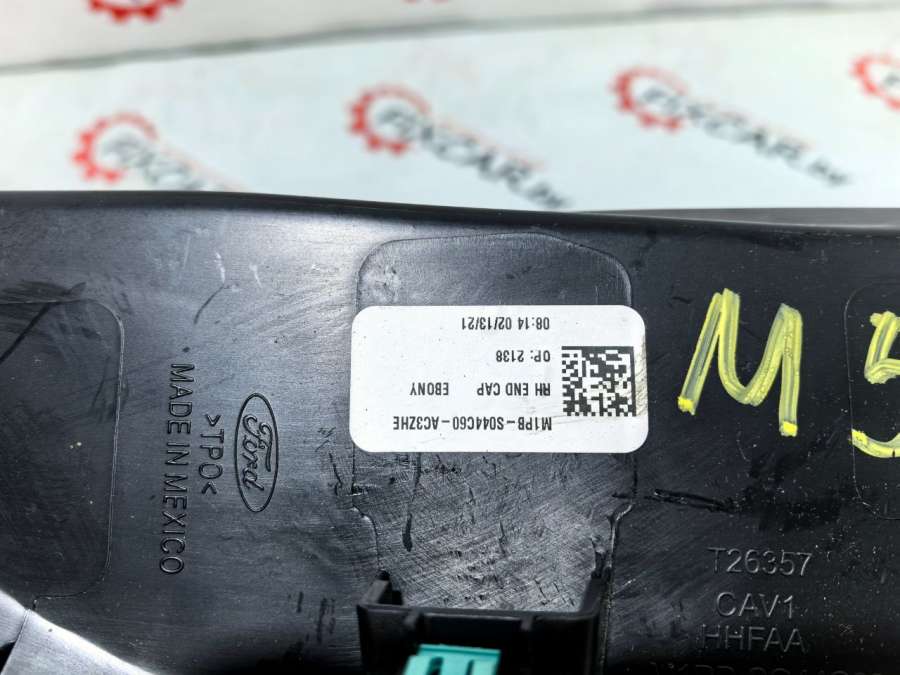 M1PB-S044C60-AC3ZHE
RH END CAP EBONY
OP: 2138
08:14 02/13/21
Ford
>TPO<
MADE IN MEXICO
M
T26357
CAV1
HHFAA